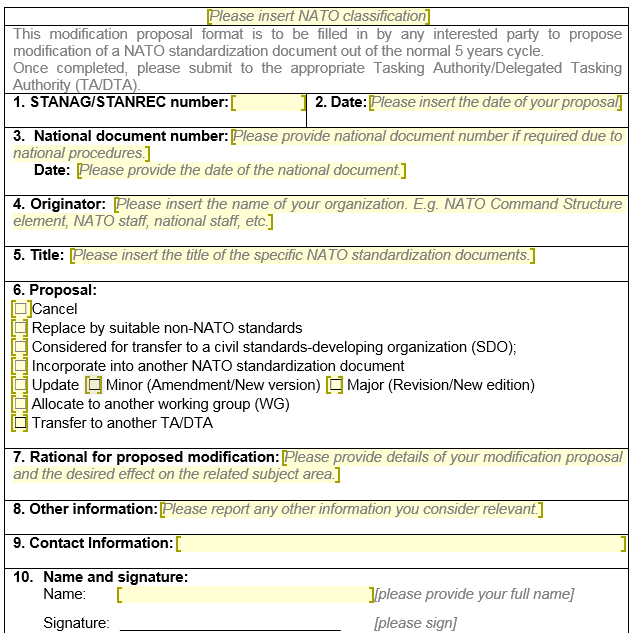 [Please insert NATO classification]
This modification proposal format is to be filled in by any interested party to propose
modification of a NATO standardization document out of the normal 5 years cycle.
Once completed, please submit to the appropriate Tasking Authority/Delegated Tasking
Authority (TA/DTA).
1. STANAG/STANREC number: [ ] 2. Date: [Please insert the date of your proposal]
3. National document number: [Please provide national document number if required due to
national procedures.]
Date: [Please provide the date of the national document.]
4. Originator: [Please insert the name of your organization. E.g. NATO Command Structure
element, NATO staff, national staff, etc.]
5. Title: [Please insert the title of the specific NATO standardization documents.]
6. Proposal:
[☐] Cancel
[☐] Replace by suitable non-NATO standards
[☐] Considered for transfer to a civil standards-developing organization (SDO);
[☐] Incorporate into another NATO standardization document
[☐] Update [☐] Minor (Amendment/New version) [☐] Major (Revision/New edition)
[☐] Allocate to another working group (WG)
[☐] Transfer to another TA/DTA
7. Rational for proposed modification: [Please provide details of your modification proposal
and the desired effect on the related subject area.]
8. Other information: [Please report any other information you consider relevant.]
9. Contact Information: [ ]
10. Name and signature:
Name: [ ] [please provide your full name]
Signature: ____________________ [please sign]